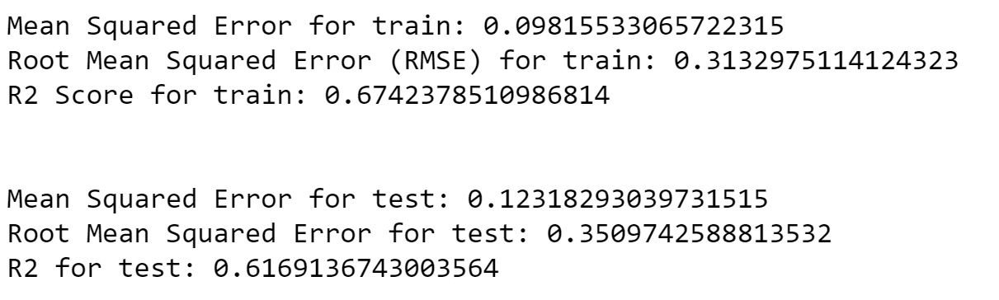 Mean Squared Error for train: 0.09815533065722315
Root Mean Squared Error (RMSE) for train: 0.3132975114124323
R2 Score for train: 0.6742378510986814
Mean Squared Error for test: 0.12318293039731515
Root Mean Squared Error for test: 0.3509742588813532
R2 for test: 0.6169136743003564